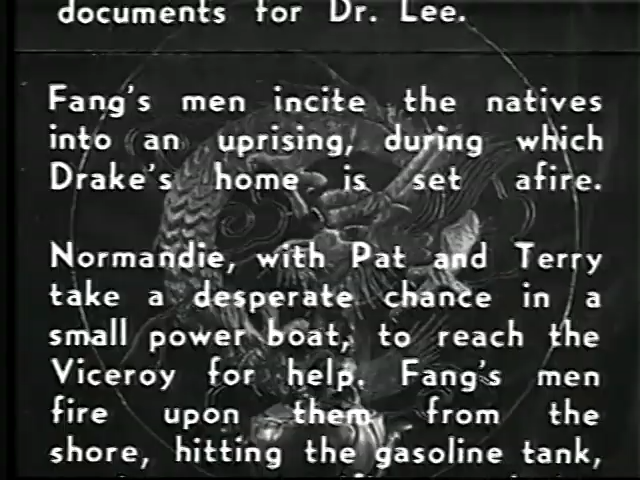 documents for Dr. Lee.
Fang's men incite the natives
into an uprising, during which
Drake's home is set afire.
Normandie, with Pat and Terry
take a desperate chance in a
small power boat, to reach the
Viceroy for help. Fang's men
fire upon them from the
shore, hitting the gasoline tank,